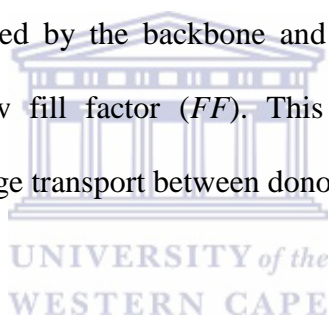 ed by the backbone and
fill factor (FF). This
ge transport between dono
UNIVERSITY of the
WESTERN CAPE